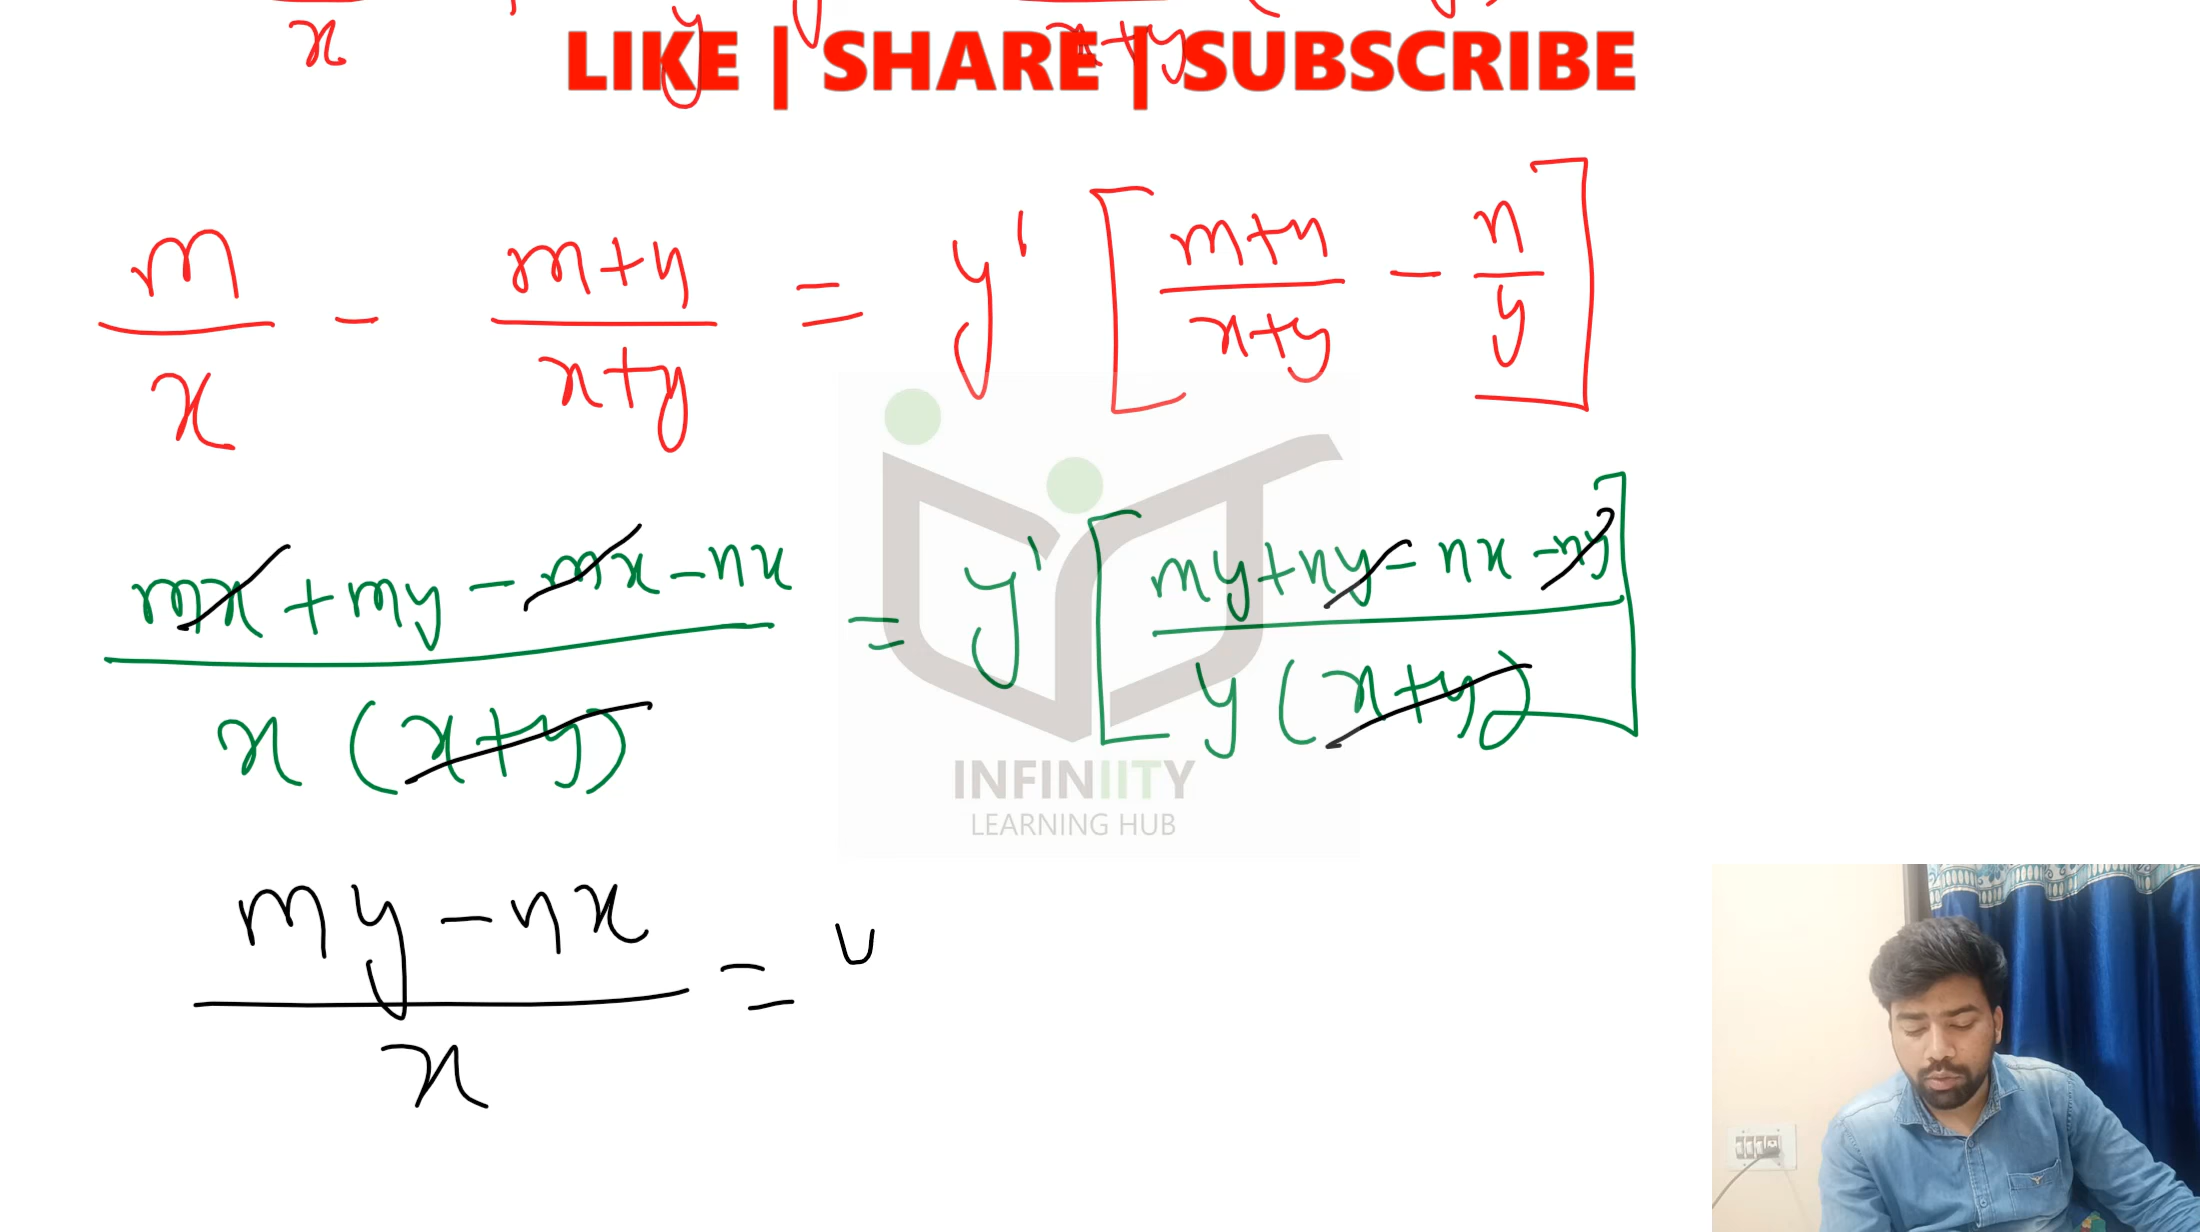 x y x+y
LIKE | SHARE | SUBSCRIBE
m/x - m+n/x+y = y' [ m+n/x+y - n/y ]
mx + my - mx - nx / x (x+y) = y' [ my + ny - nx - ny / y (x+y) ]
INFINIITY
LEARNING HUB
my - nx / x =